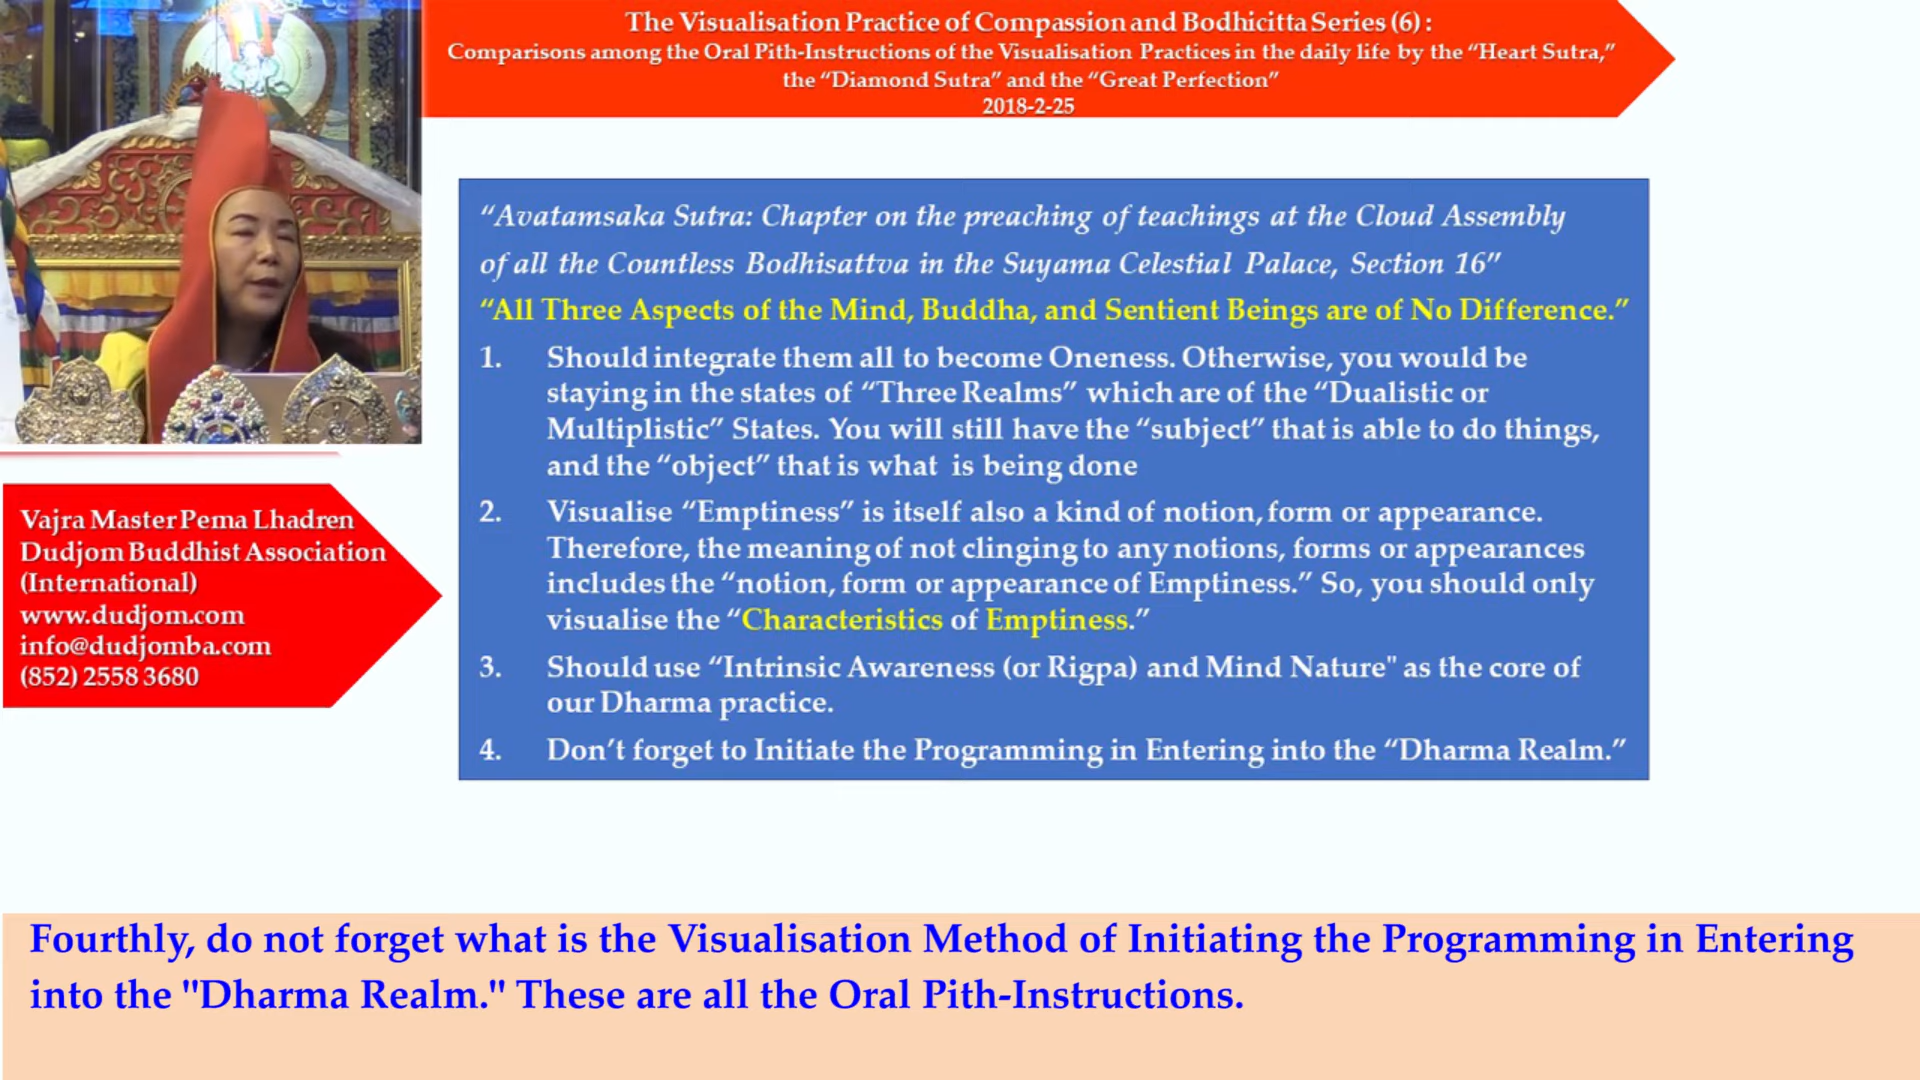 The Visualisation Practice of Compassion and Bodhicitta Series (6) :
Comparisons among the Oral Pith-Instructions of the Visualisation Practices in the daily life by the “Heart Sutra,”
the “Diamond Sutra” and the “Great Perfection”
2018-2-25
“Avatamsaka Sutra: Chapter on the preaching of teachings at the Cloud Assembly
of all the Countless Bodhisattva in the Suyama Celestial Palace, Section 16”
“All Three Aspects of the Mind, Buddha, and Sentient Beings are of No Difference.”
1. Should integrate them all to become Oneness. Otherwise, you would be
staying in the states of “Three Realms” which are of the “Dualistic or
Multiplistic” States. You will still have the “subject” that is able to do things,
and the “object” that is what is being done
2. Visualise “Emptiness” is itself also a kind of notion, form or appearance.
Therefore, the meaning of not clinging to any notions, forms or appearances
includes the “notion, form or appearance of Emptiness.” So, you should only
visualise the “Characteristics of Emptiness.”
3. Should use “Intrinsic Awareness (or Rigpa) and Mind Nature" as the core of
our Dharma practice.
4. Don’t forget to Initiate the Programming in Entering into the “Dharma Realm.”
Vajra Master Pema Lhadren
Dudjom Buddhist Association
(International)
www.dudjom.com
info@dudjomba.com
(852) 2558 3680
Fourthly, do not forget what is the Visualisation Method of Initiating the Programming in Entering
into the "Dharma Realm." These are all the Oral Pith-Instructions.